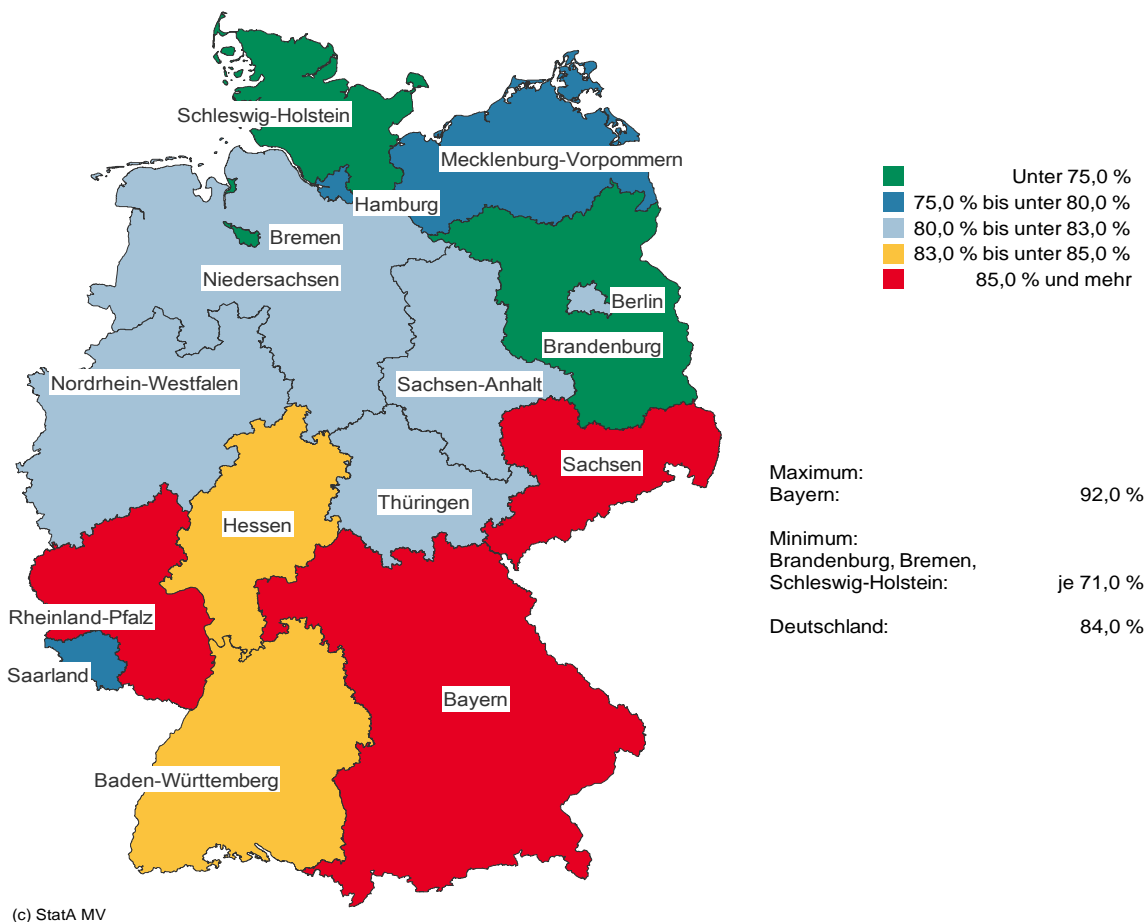 Schleswig-Holstein
Mecklenburg-Vorpommern
Hamburg
Bremen
Niedersachsen
Berlin
Brandenburg
Nordrhein-Westfalen
Sachsen-Anhalt
Sachsen
Thüringen
Hessen
Rheinland-Pfalz
Saarland
Bayern
Baden-Württemberg
Unter 75,0 %
75,0 % bis unter 80,0 %
80,0 % bis unter 83,0 %
83,0 % bis unter 85,0 %
85,0 % und mehr
Maximum:
Bayern: 92,0 %
Minimum:
Brandenburg, Bremen,
Schleswig-Holstein: je 71,0 %
Deutschland: 84,0 %
(c) StatA MV